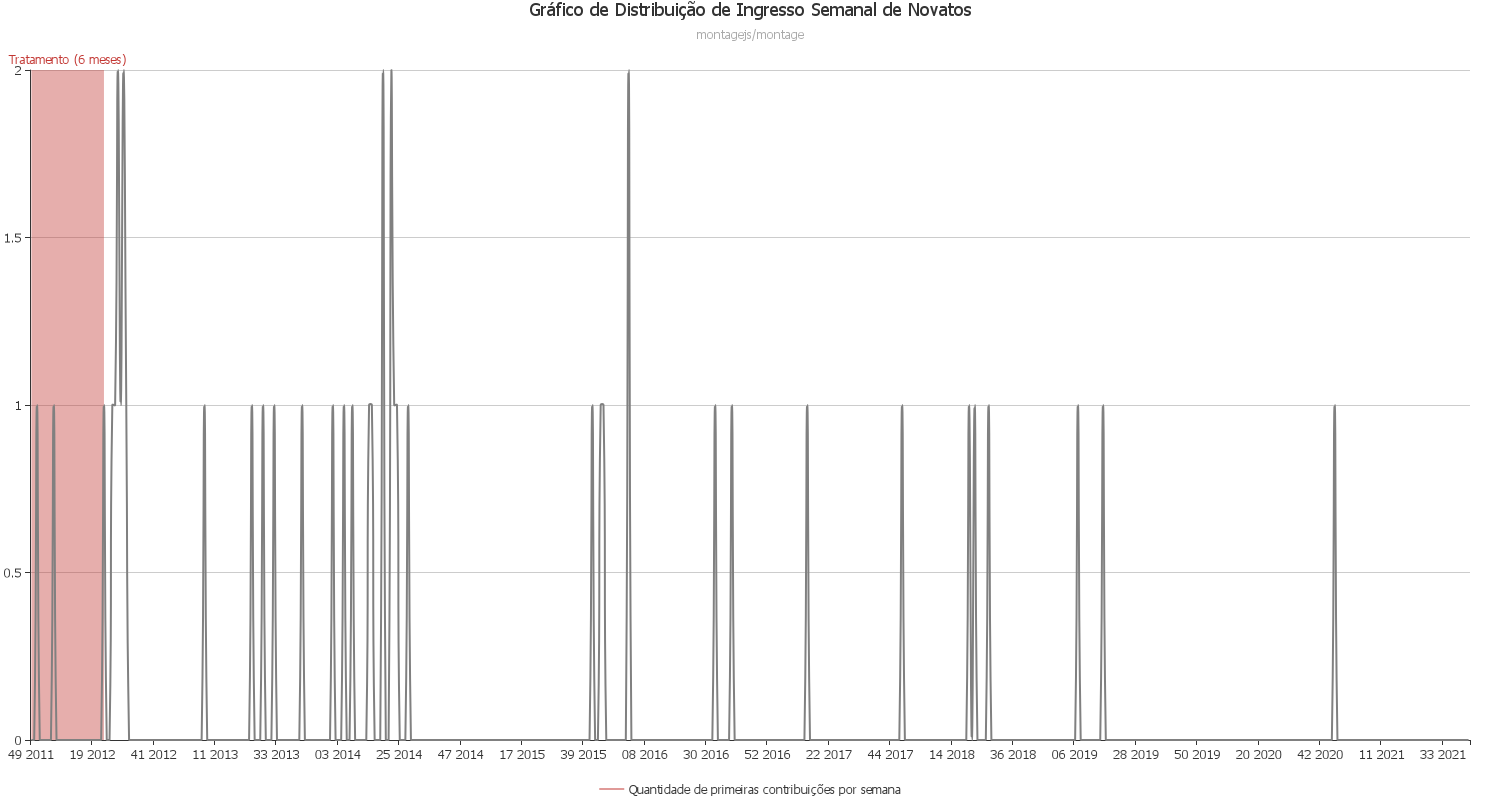 Gráfico de Distribuição de Ingresso Semanal de Novatos
montagejs/montage
Tratamento (6 meses)
2
1.5
1
0.5
0
49 2011 19 2012 41 2012 11 2013 33 2013 03 2014 25 2014 47 2014 17 2015 39 2015 08 2016 30 2016 52 2016 22 2017 44 2017 14 2018 36 2018 06 2019 28 2019 50 2019 20 2020 42 2020 11 2021 33 2021
Quantidade de primeiras contribuições por semana